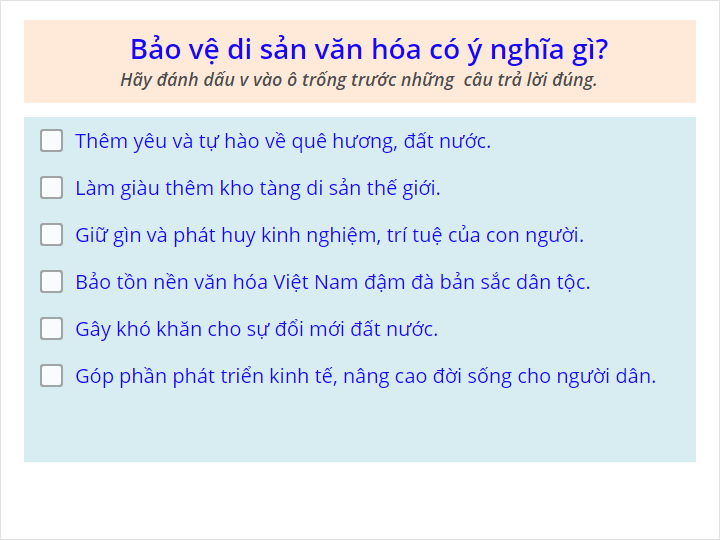 Bảo vệ di sản văn hóa có ý nghĩa gì?
Hãy đánh dấu v vào ô trống trước những  câu trả lời đúng.
Thêm yêu và tự hào về quê hương, đất nước.
Làm giàu thêm kho tàng di sản thế giới.
Giữ gìn và phát huy kinh nghiệm, trí tuệ của con người.
Bảo tồn nền văn hóa Việt Nam đậm đà bản sắc dân tộc.
Gây khó khăn cho sự đổi mới đất nước.
Góp phần phát triển kinh tế, nâng cao đời sống cho người dân.